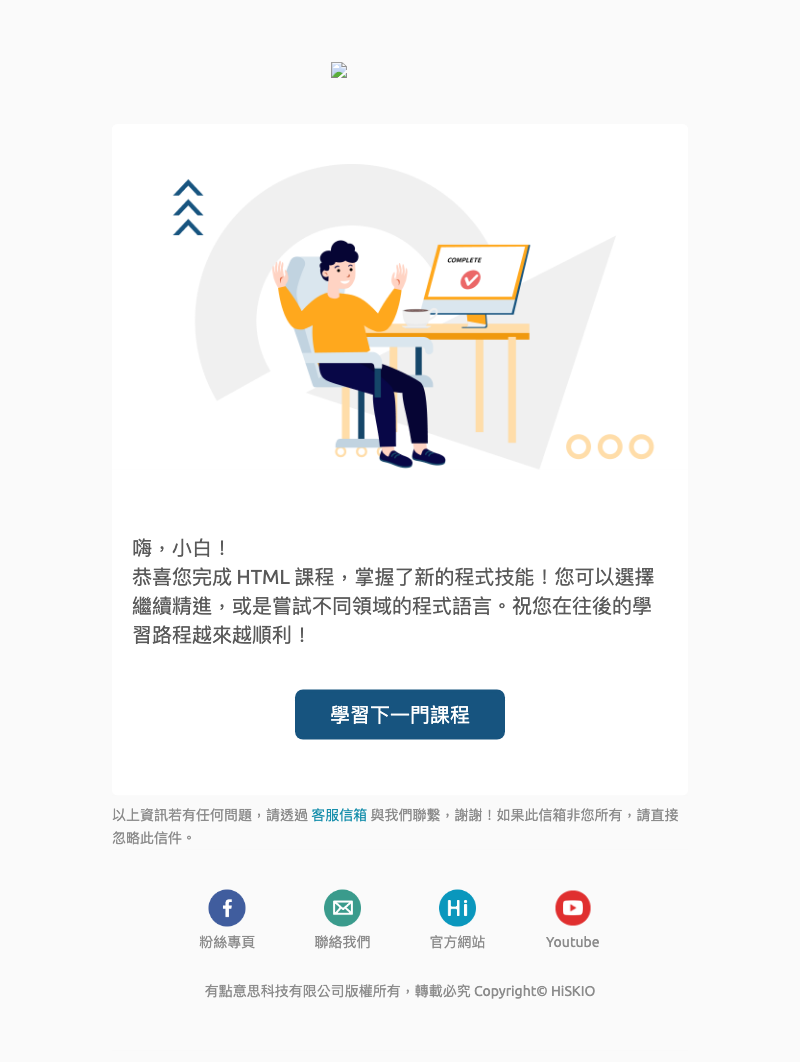 COMPLETE
嗨，小白！
恭喜您完成 HTML 課程，掌握了新的程式技能！您可以選擇
繼續精進，或是嘗試不同領域的程式語言。祝您在往後的學
習路程越來越順利！
學習下一門課程
以上資訊若有任何問題，請透過 客服信箱 與我們聯繫，謝謝！如果此信箱非您所有，請直接
忽略此信件。
f
Hi
粉絲專頁
聯絡我們
官方網站
Youtube
有點意思科技有限公司版權所有，轉載必究 Copyright© HiSKIO